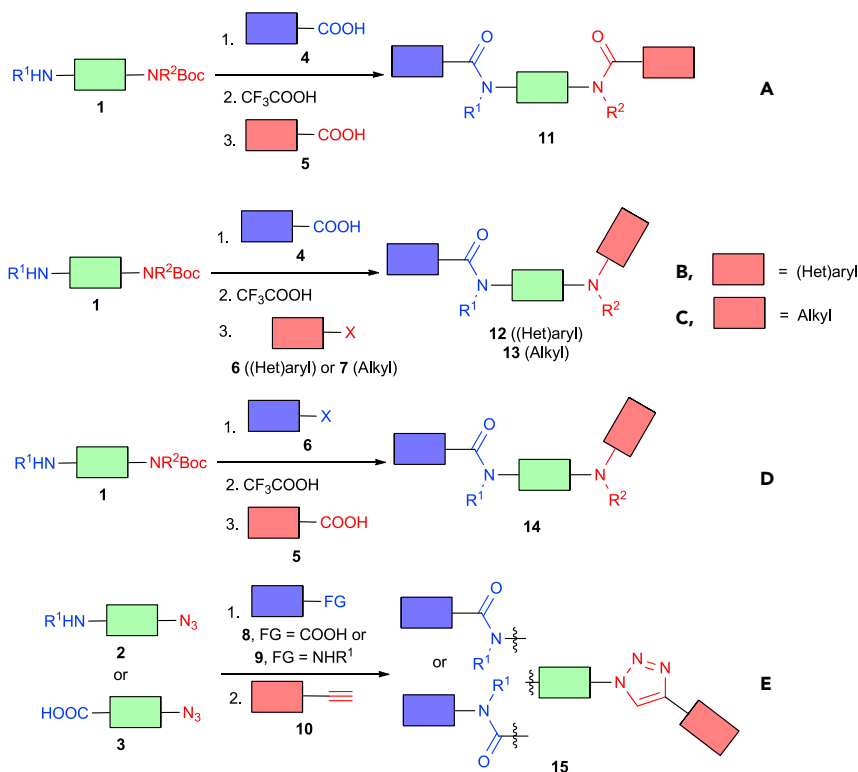 1. COOH
4
R¹HN NR²Boc
1
2. CF₃COOH
3. COOH
5
O O
N N
R¹ R²
11
A
1. COOH
4
R¹HN NR²Boc
1
2. CF₃COOH
3. X
6 ((Het)aryl) or 7 (Alkyl)
O
N N
R¹ R²
12 ((Het)aryl)
13 (Alkyl)
B, = (Het)aryl
C, = Alkyl
1. X
6
R¹HN NR²Boc
1
2. CF₃COOH
3. COOH
5
O
N N
R¹ R²
14
D
R¹HN N₃
2
or
HOOC N₃
3
1. FG
8, FG = COOH or
9, FG = NHR¹
2.
10
O
N
R¹
or
R¹
N
O
N N
N
15
E